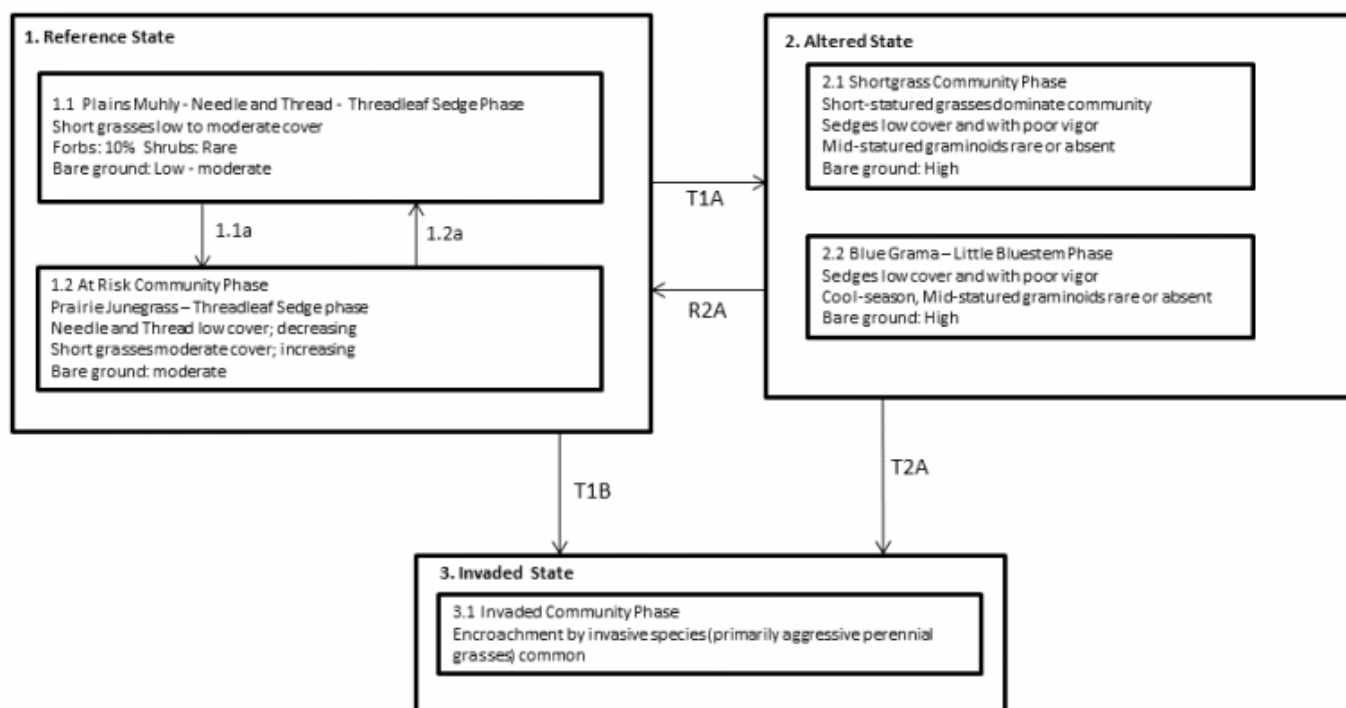 1. Reference State
1.1 Plains Muhly - Needle and Thread - Threadleaf Sedge Phase
Short grasses low to moderate cover
Forbs: 10% Shrubs: Rare
Bare ground: Low - moderate
1.1a
1.2a
1.2 At Risk Community Phase
Prairie Junegrass – Threadleaf Sedge phase
Needle and Thread low cover; decreasing
Short grasses moderate cover; increasing
Bare ground: moderate
T1A
R2A
2. Altered State
2.1 Shortgrass Community Phase
Short-statured grasses dominate community
Sedges low cover and with poor vigor
Mid-statured graminoids rare or absent
Bare ground: High
2.2 Blue Grama – Little Bluestem Phase
Sedges low cover and with poor vigor
Cool-season, Mid-statured graminoids rare or absent
Bare ground: High
T1B
T2A
3. Invaded State
3.1 Invaded Community Phase
Encroachment by invasive species (primarily aggressive perennial
grasses) common